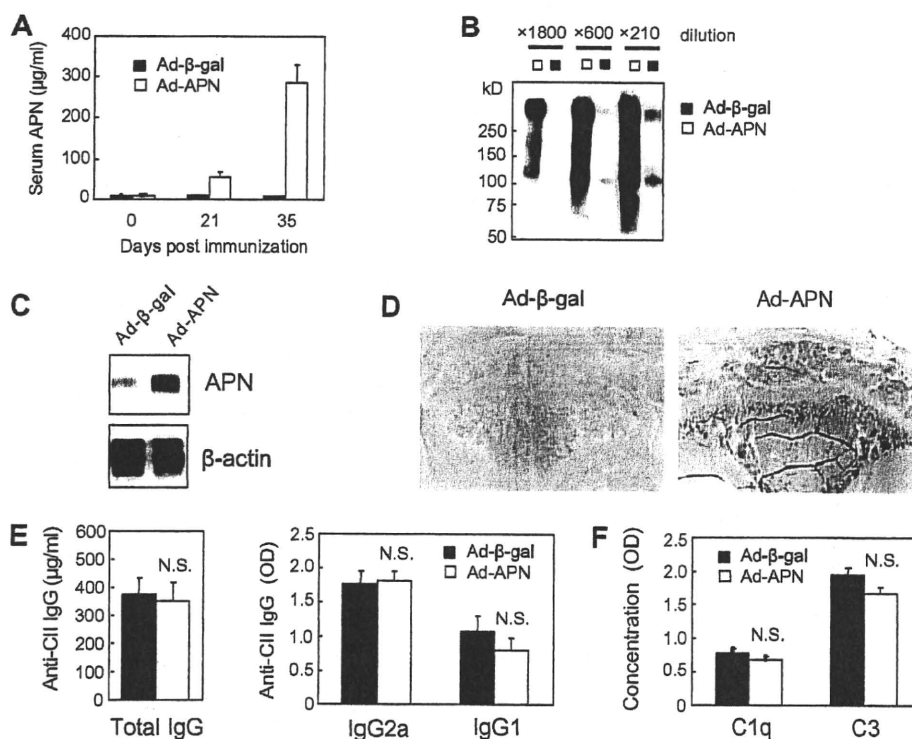 A
Serum APN (µg/ml)
400
300
200
100
0
Ad-β-gal
Ad-APN
0 21 35
Days post immunization
B
×1800 ×600 ×210 dilution
kD
250
150
100
75
50
Ad-β-gal
Ad-APN
C
Ad-β-gal
Ad-APN
APN
β-actin
D
Ad-β-gal Ad-APN
E
Anti-CII IgG (µg/ml)
600
500
400
300
200
100
0
N.S.
Total IgG
Anti-CII IgG (OD)
2.5
2.0
1.5
1.0
0.5
0
Ad-β-gal
Ad-APN
N.S.
N.S.
IgG2a IgG1
F
Concentration (OD)
2.5
2.0
1.5
1.0
0.5
0
Ad-β-gal
Ad-APN
N.S.
N.S.
C1q C3